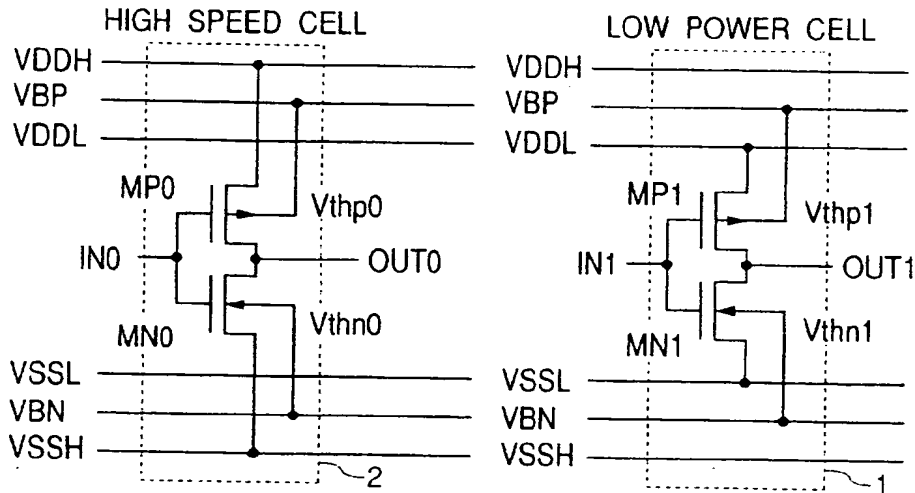 HIGH SPEED CELL
VDDH
VBP
VDDL
MP0
Vthp0
IN0
OUT0
MN0
Vthn0
VSSL
VBN
VSSH
2
LOW POWER CELL
VDDH
VBP
VDDL
MP1
Vthp1
IN1
OUT1
MN1
Vthn1
VSSL
VBN
VSSH
1